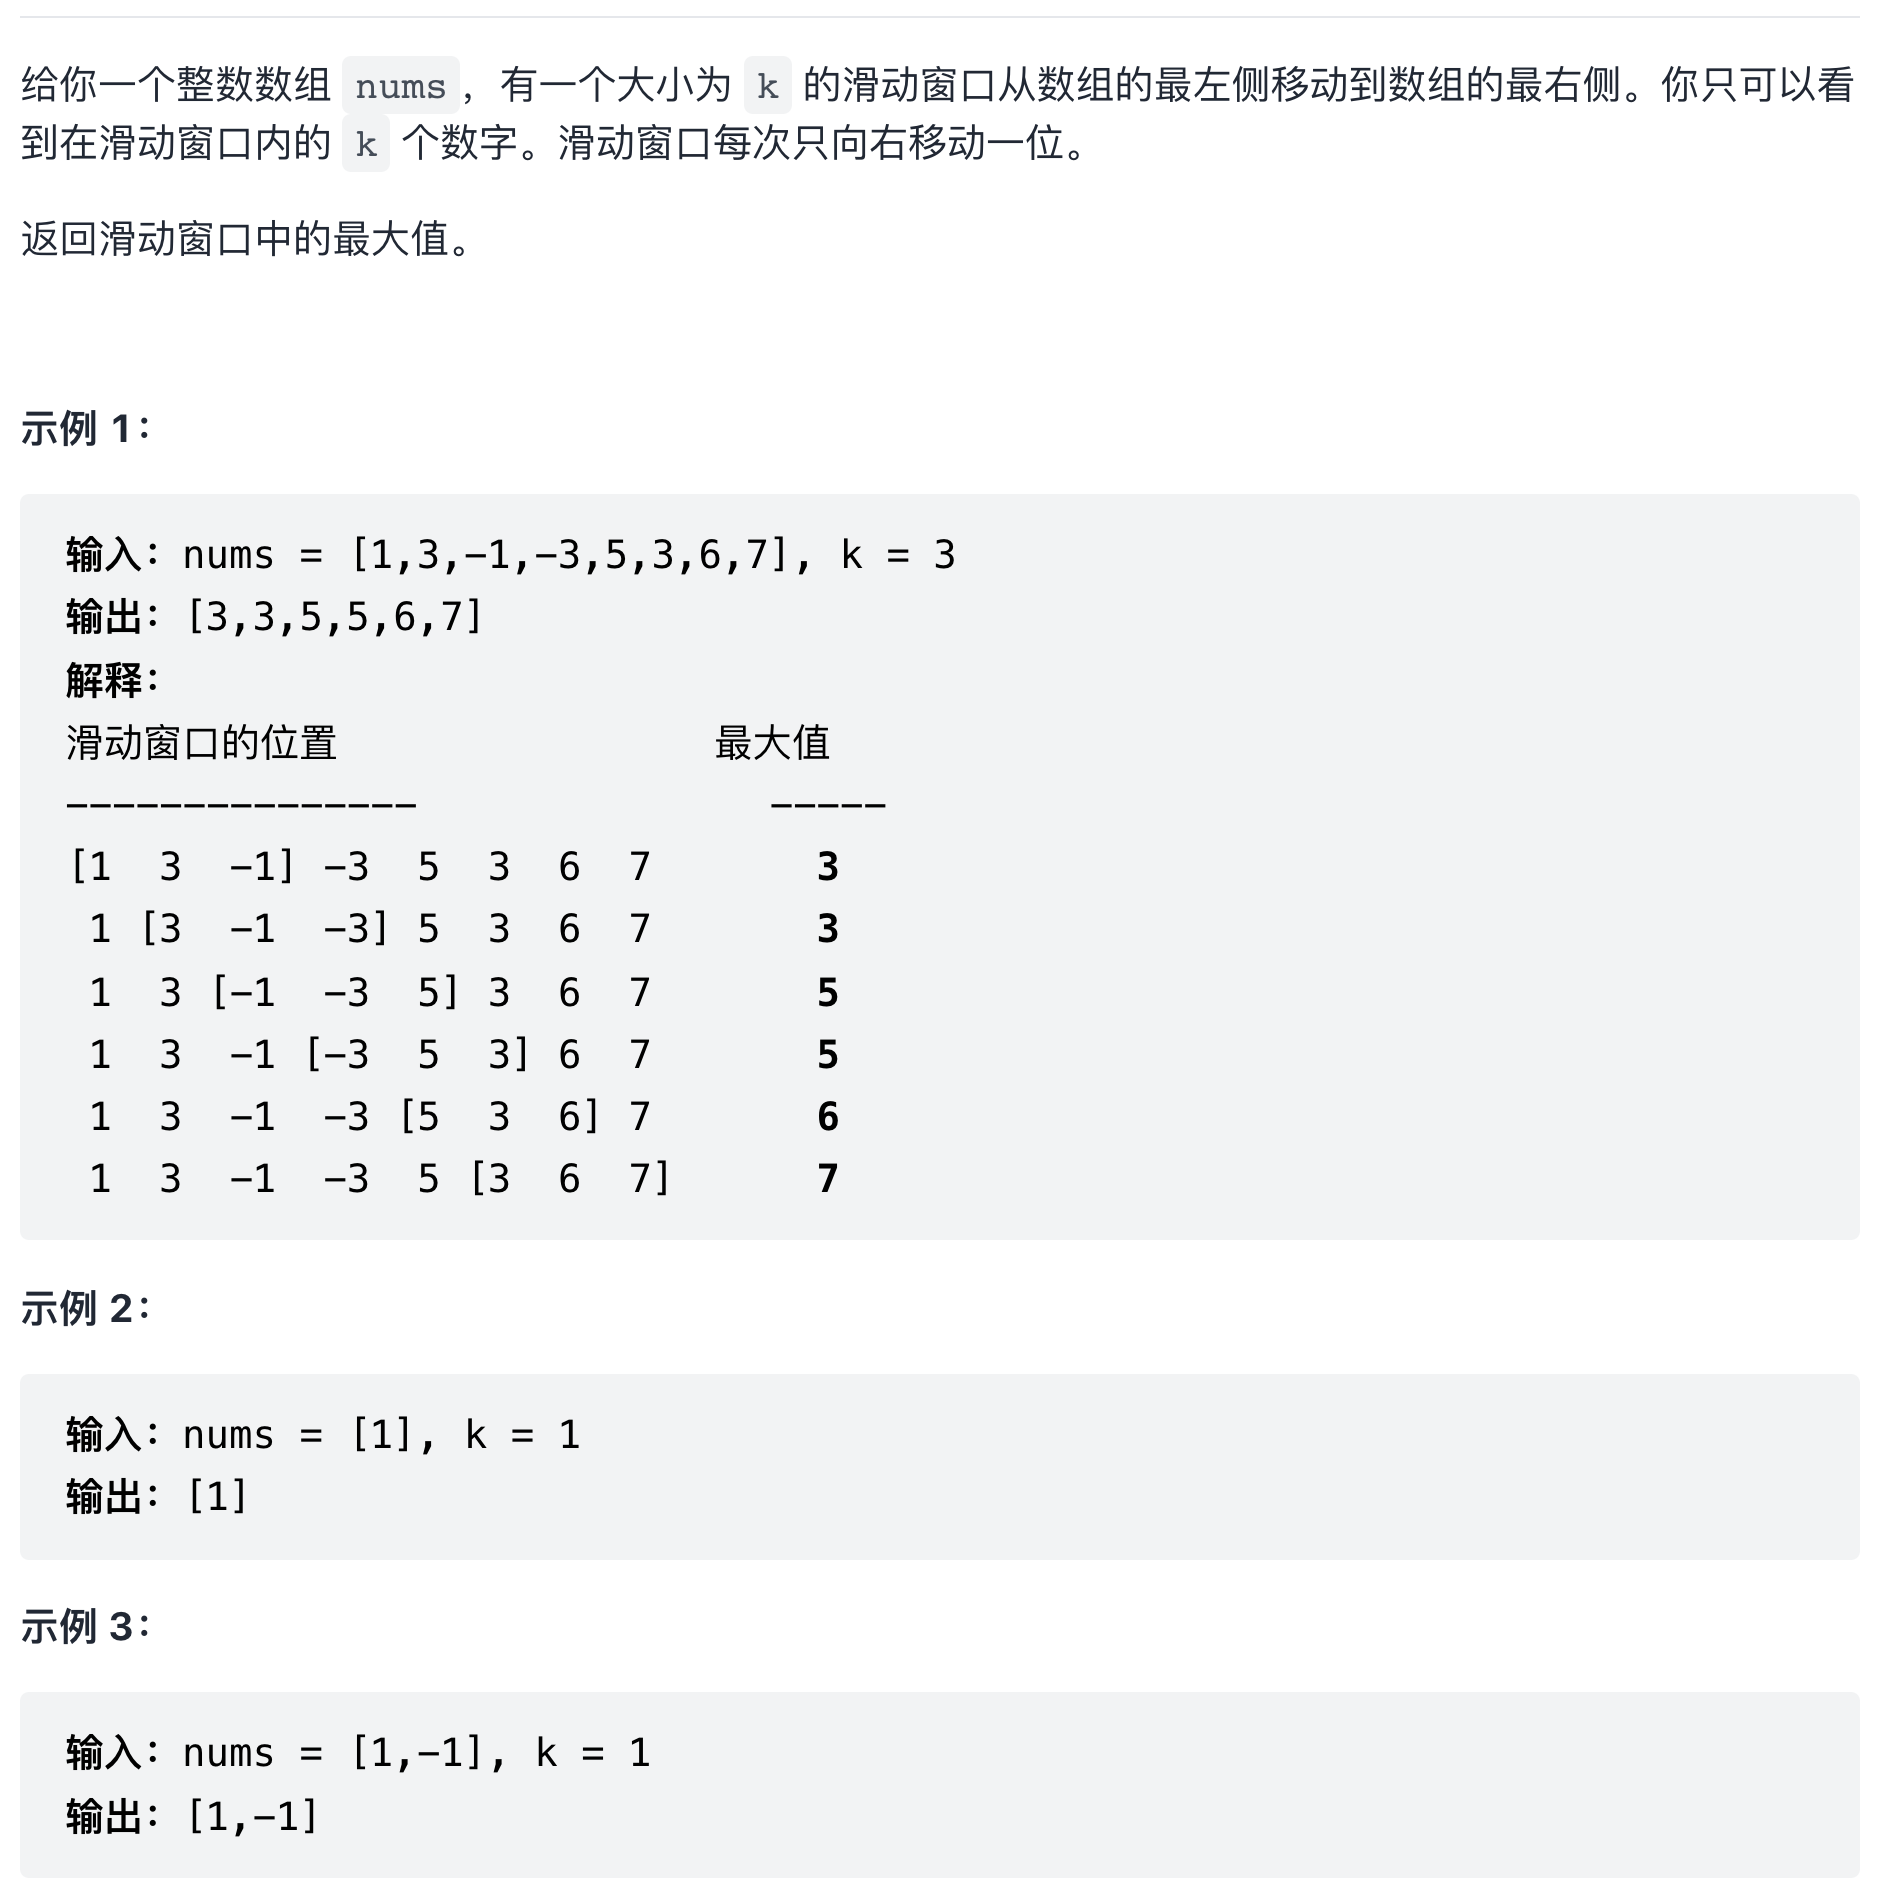 给你一个整数数组 nums，有一个大小为 k 的滑动窗口从数组的最左侧移动到数组的最右侧。你只可以看
到在滑动窗口内的 k 个数字。滑动窗口每次只向右移动一位。
返回滑动窗口中的最大值。
示例 1：
输入：nums = [1,3,-1,-3,5,3,6,7], k = 3
输出：[3,3,5,5,6,7]
解释：
滑动窗口的位置                最大值
---------------               -----
[1  3  -1] -3  5  3  6  7       3
 1 [3  -1  -3] 5  3  6  7       3
 1  3 [-1  -3  5] 3  6  7       5
 1  3  -1 [-3  5  3] 6  7       5
 1  3  -1  -3 [5  3  6] 7       6
 1  3  -1  -3  5 [3  6  7]      7
示例 2：
输入：nums = [1], k = 1
输出：[1]
示例 3：
输入：nums = [1,-1], k = 1
输出：[1,-1]